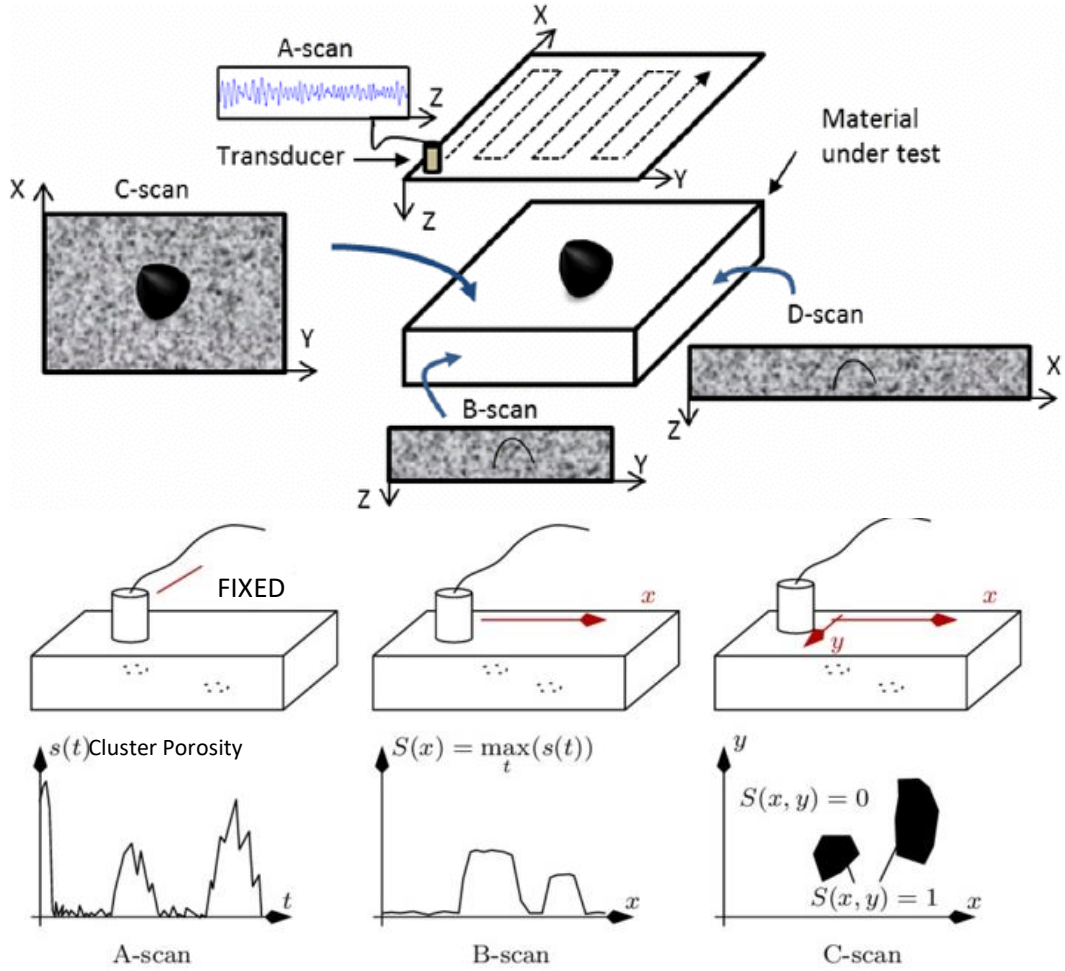 X
A-scan
Z
Transducer
Y
Z
Material
under test
X
C-scan
Y
D-scan
X
Z
B-scan
Y
Z
FIXED
x
x
y
s(t)Cluster Porosity
t
A-scan
S(x) = max(s(t))
t
x
B-scan
y
S(x, y) = 0
S(x, y) = 1
x
C-scan